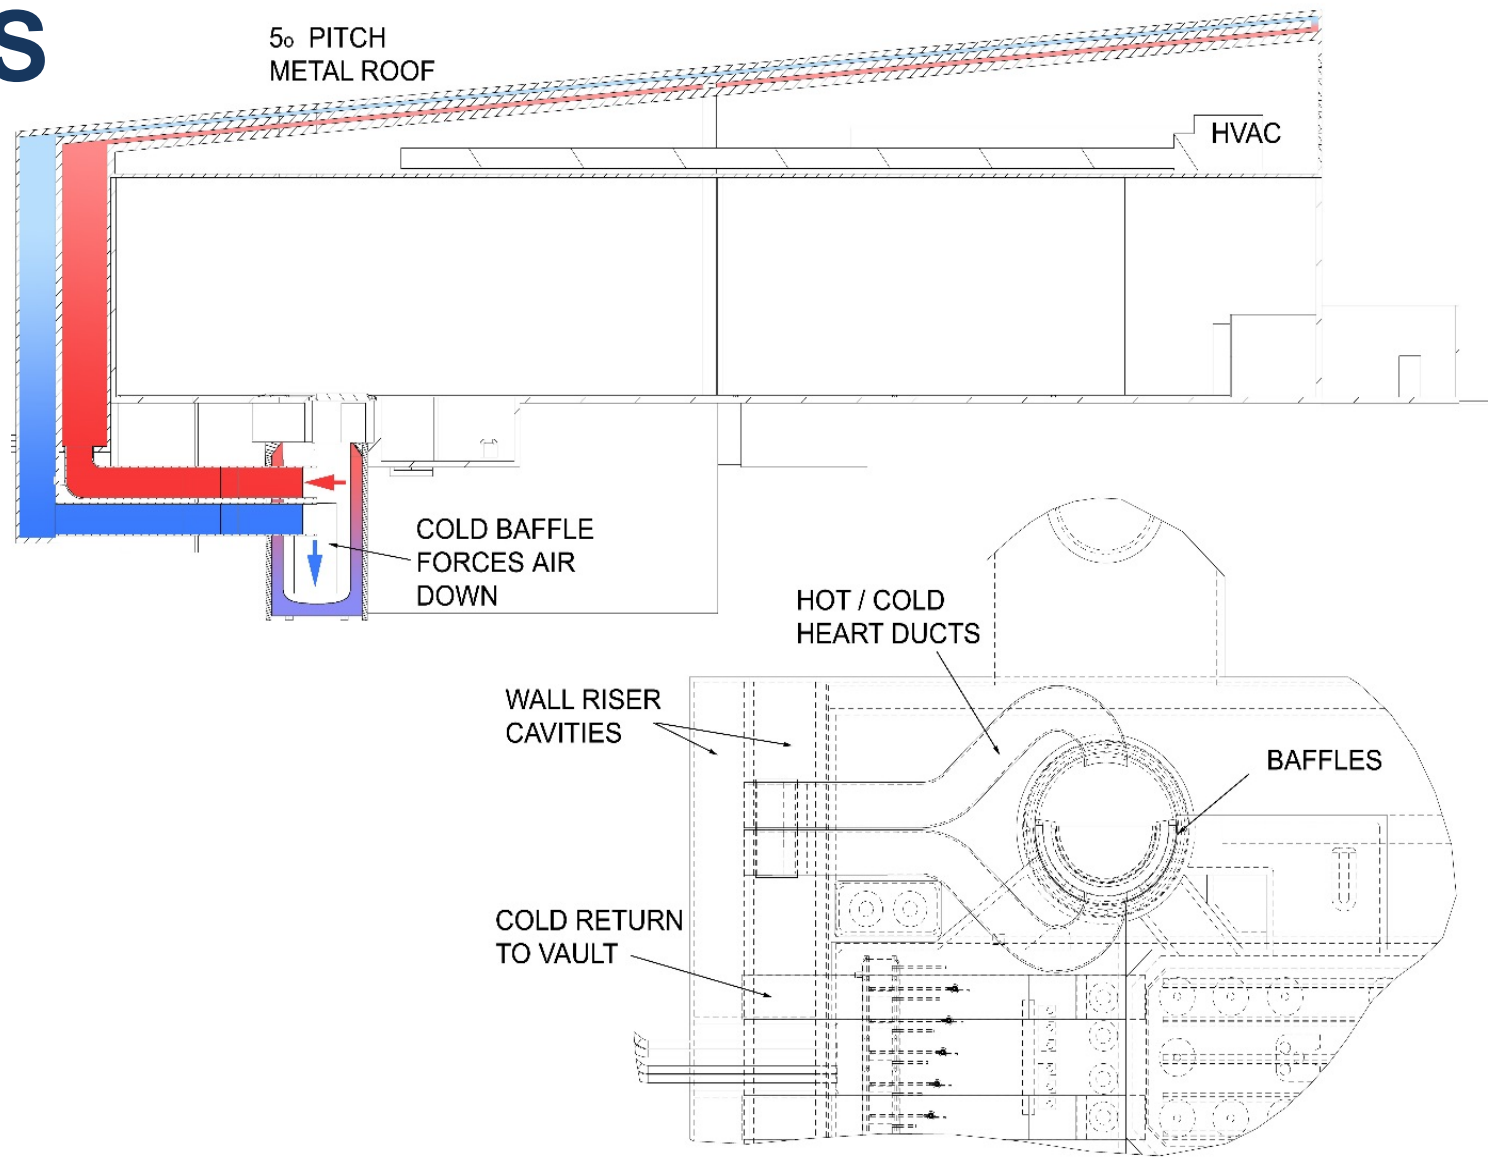 S
5o PITCH
METAL ROOF
HVAC
COLD BAFFLE
FORCES AIR
DOWN
HOT / COLD
HEART DUCTS
WALL RISER
CAVITIES
BAFFLES
COLD RETURN
TO VAULT